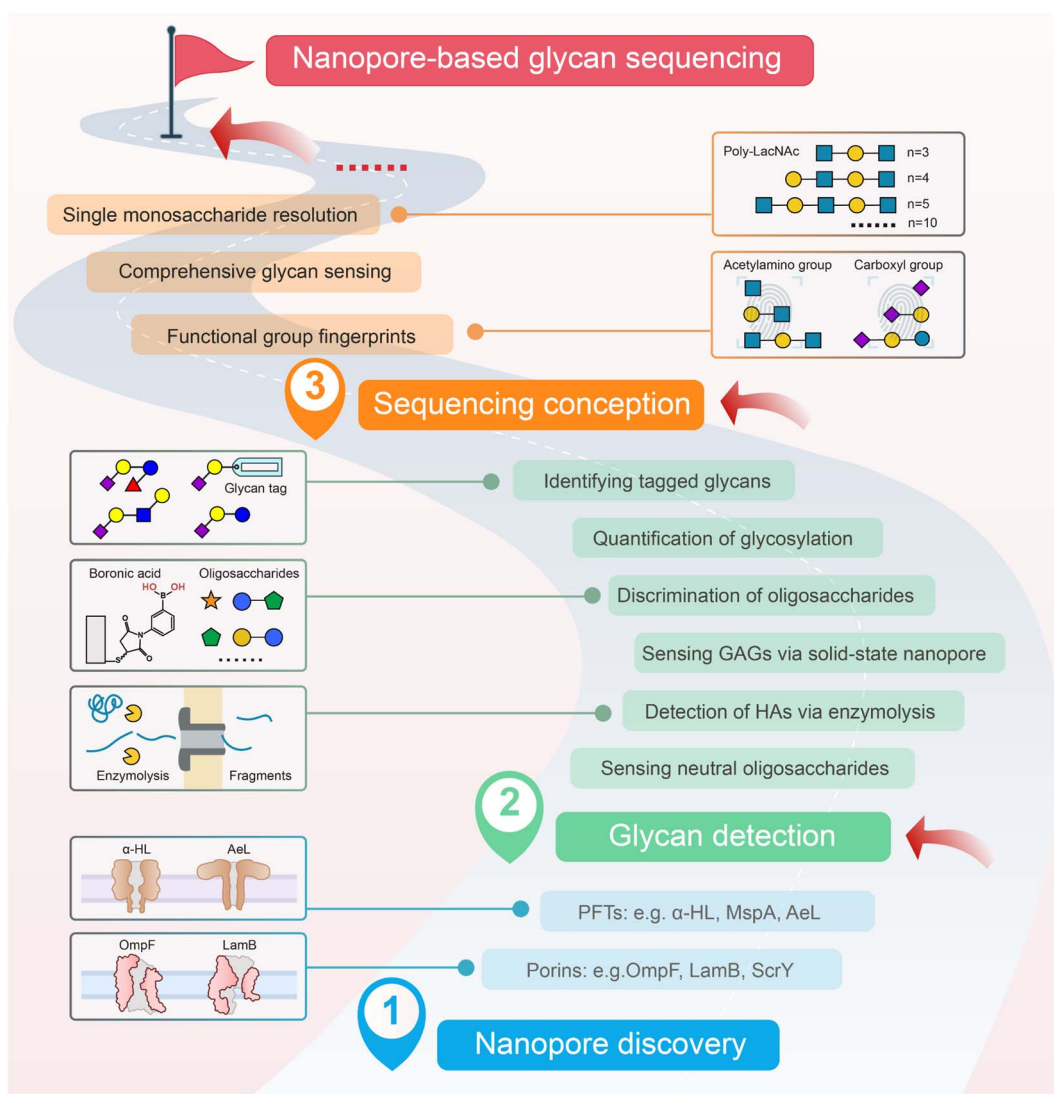 Nanopore-based glycan sequencing
Poly-LacNAc
n=3
n=4
n=5
n=10
Single monosaccharide resolution
Comprehensive glycan sensing
Acetylamino group
Carboxyl group
Functional group fingerprints
3
Sequencing conception
Glycan tag
Identifying tagged glycans
Quantification of glycosylation
Boronic acid
Oligosaccharides
HO
OH
B
O
N
O
S
Discrimination of oligosaccharides
Sensing GAGs via solid-state nanopore
Enzymolysis
Fragments
Detection of HAs via enzymolysis
Sensing neutral oligosaccharides
2
Glycan detection
α-HL
AeL
PFTs: e.g. α-HL, MspA, AeL
OmpF
LamB
Porins: e.g.OmpF, LamB, ScrY
1
Nanopore discovery